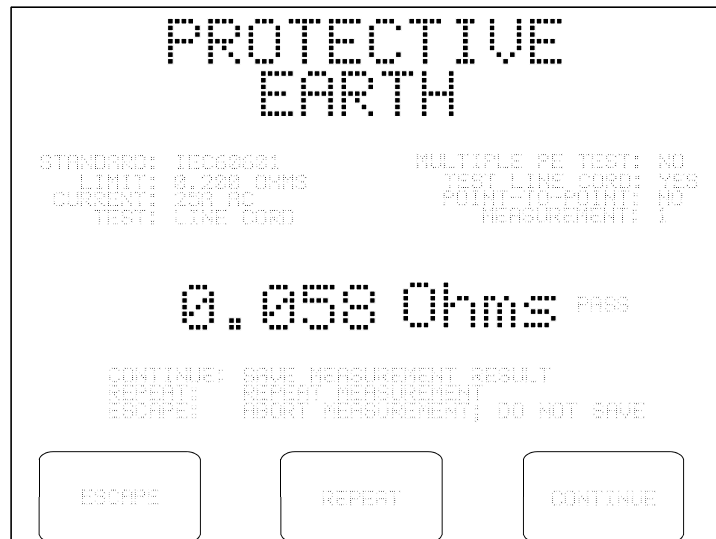 PROTECTIVE
EARTH
STANDARD: IEC60601
LIMIT: 0.200 OHMS
CURRENT: 25A AC
TEST: LINE CORD
MULTIPLE PE TEST: NO
TEST LINE CORD: YES
POINT-TO-POINT: NO
MEASUREMENT: 1
0.058 Ohms PASS
CONTINUE: SAVE MEASUREMENT RESULT
REPEAT: REPEAT MEASUREMENT
ESCAPE: ABORT MEASUREMENT, DO NOT SAVE
ESCAPE
REPEAT
CONTINUE